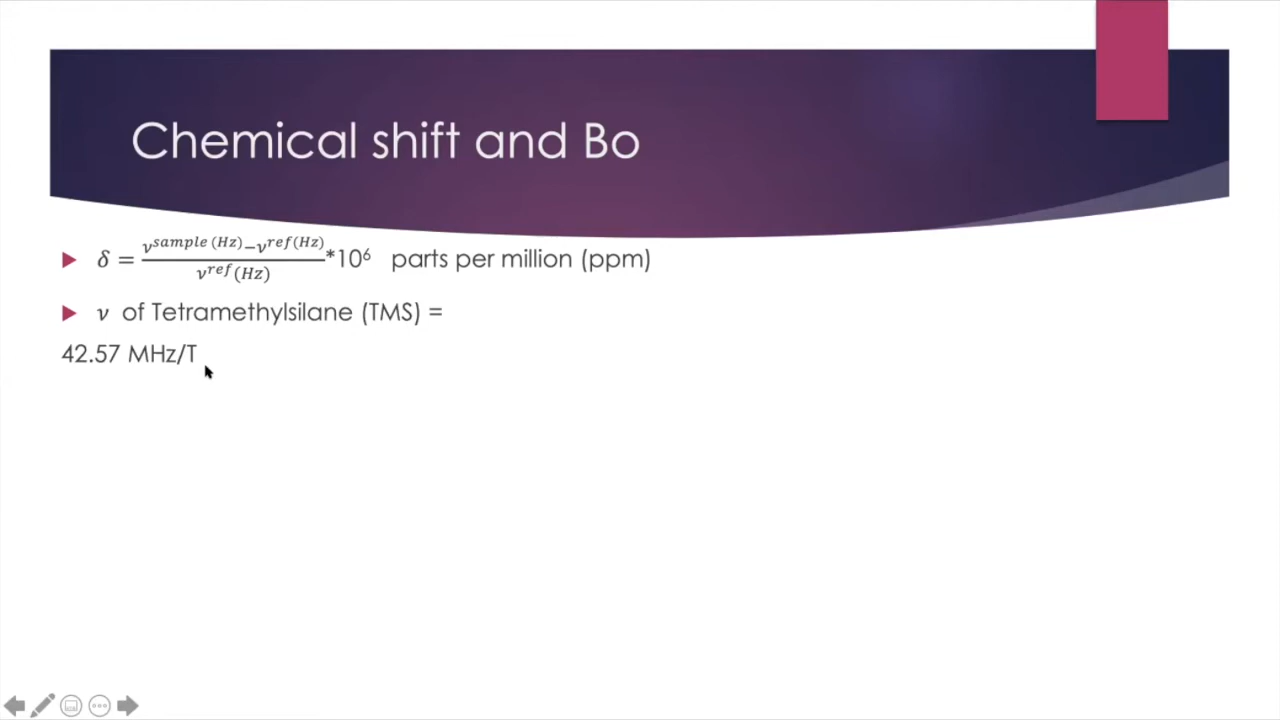 Chemical shift and Bo
δ = (ν^sample (Hz) − ν^ref(Hz)) / (ν^ref (Hz)) *10⁶ parts per million (ppm)
ν of Tetramethylsilane (TMS) =
42.57 MHz/T